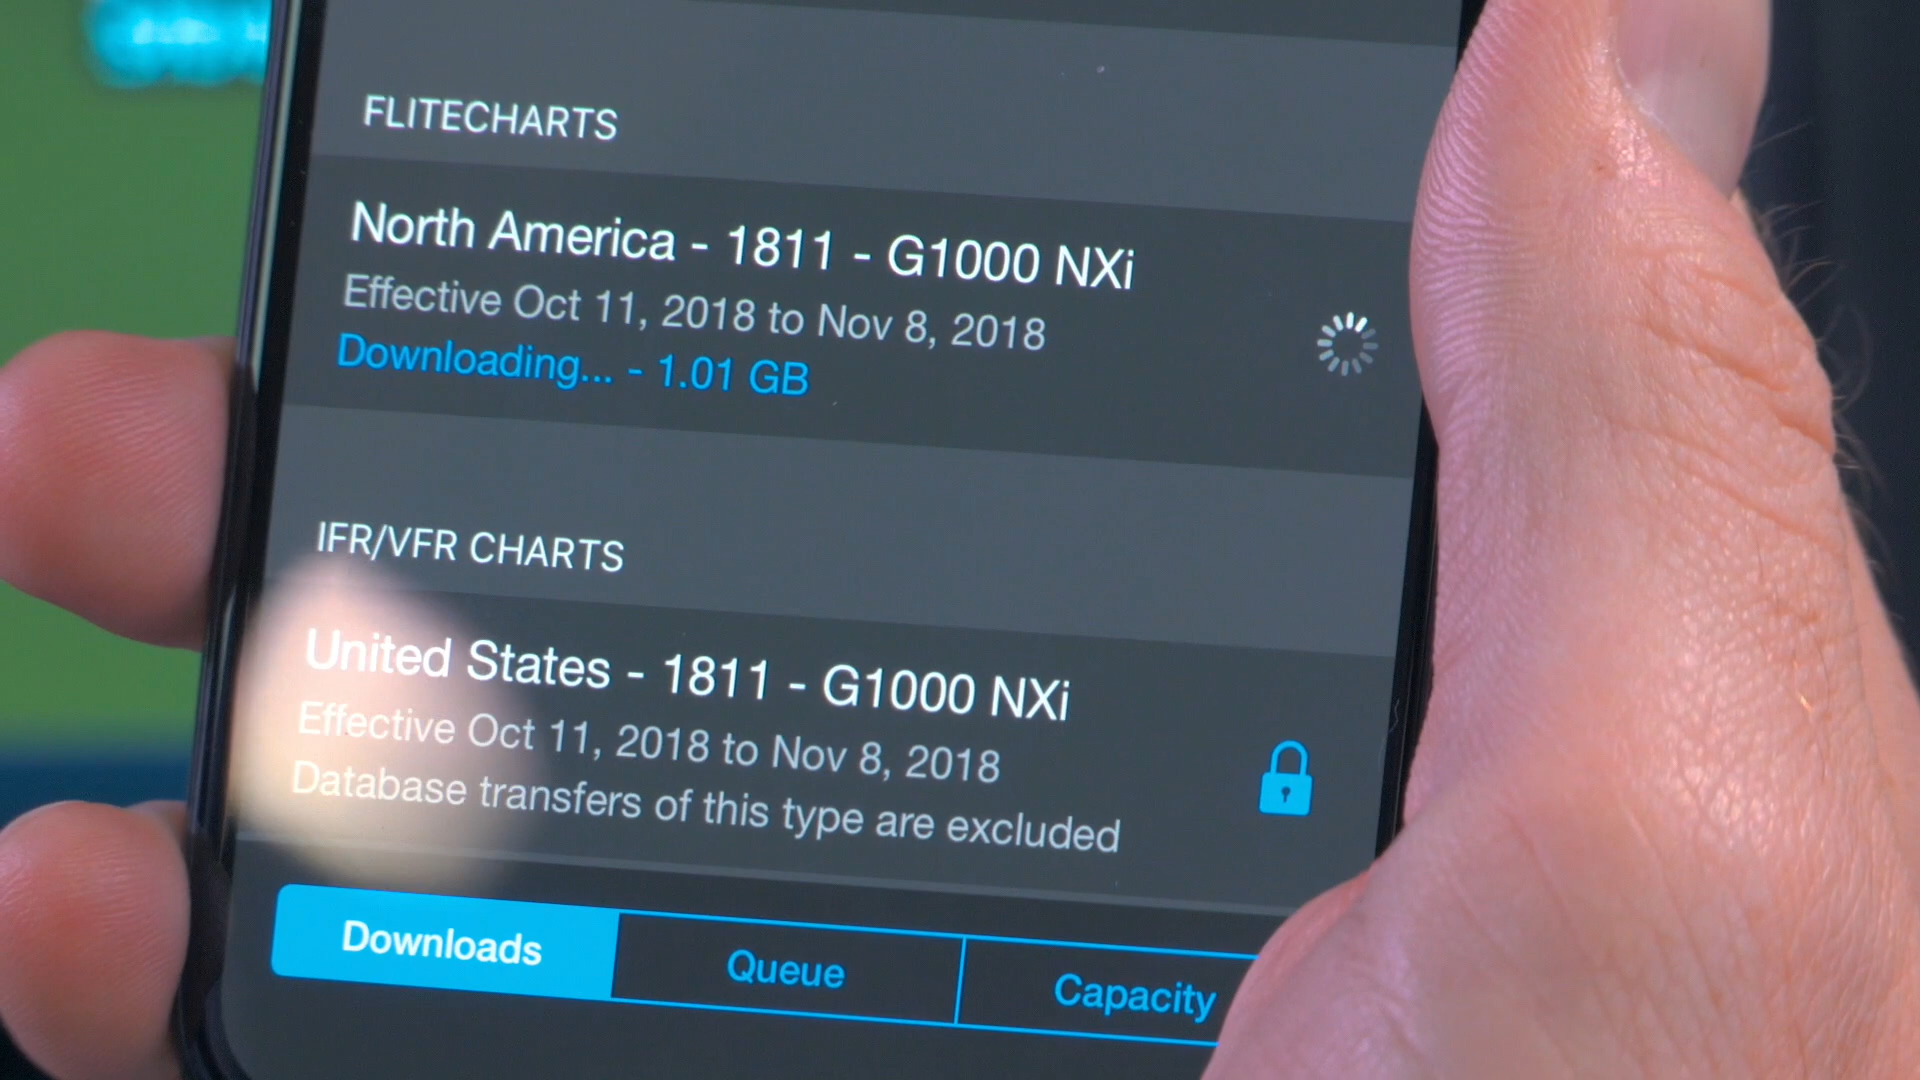 FLITECHARTS
North America - 1811 - G1000 NXi
Effective Oct 11, 2018 to Nov 8, 2018
Downloading... - 1.01 GB
IFR/VFR CHARTS
United States - 1811 - G1000 NXi
Effective Oct 11, 2018 to Nov 8, 2018
Database transfers of this type are excluded
Downloads Queue Capacity